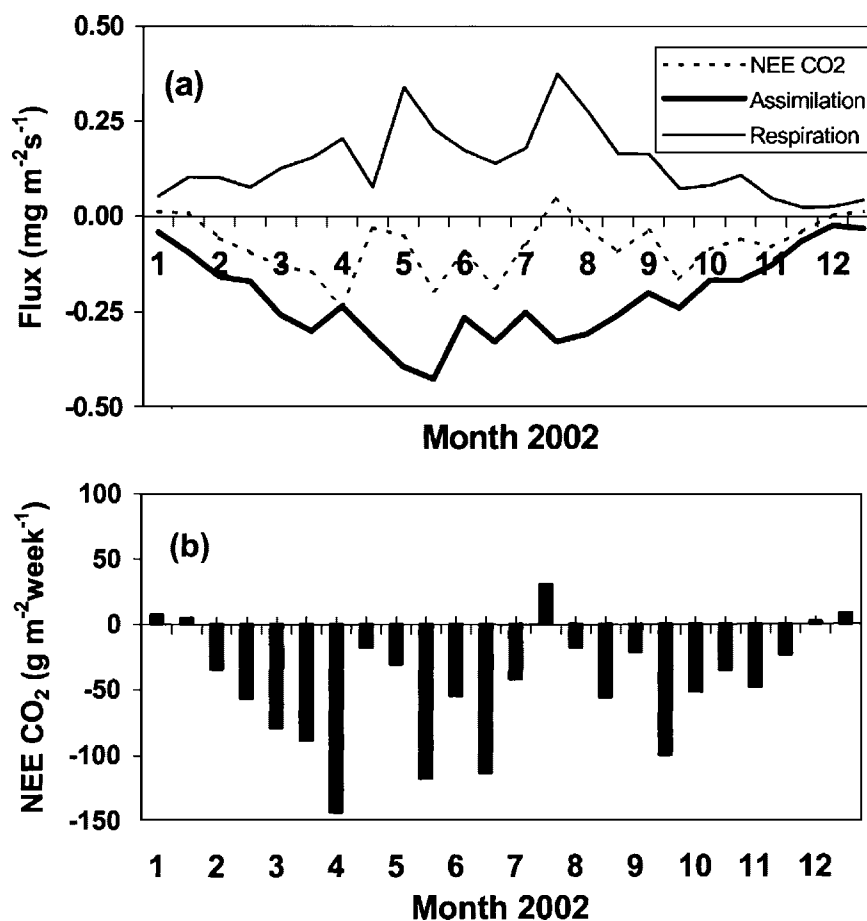 0.50
(a)
NEE CO2
Assimilation
Respiration
0.25
0.00
-0.25
-0.50
1 2 3 4 5 6 7 8 9 10 11 12
Flux (mg m⁻²s⁻¹)
Month 2002
100
(b)
50
0
-50
-100
-150
1 2 3 4 5 6 7 8 9 10 11 12
NEE CO₂ (g m⁻²week⁻¹)
Month 2002